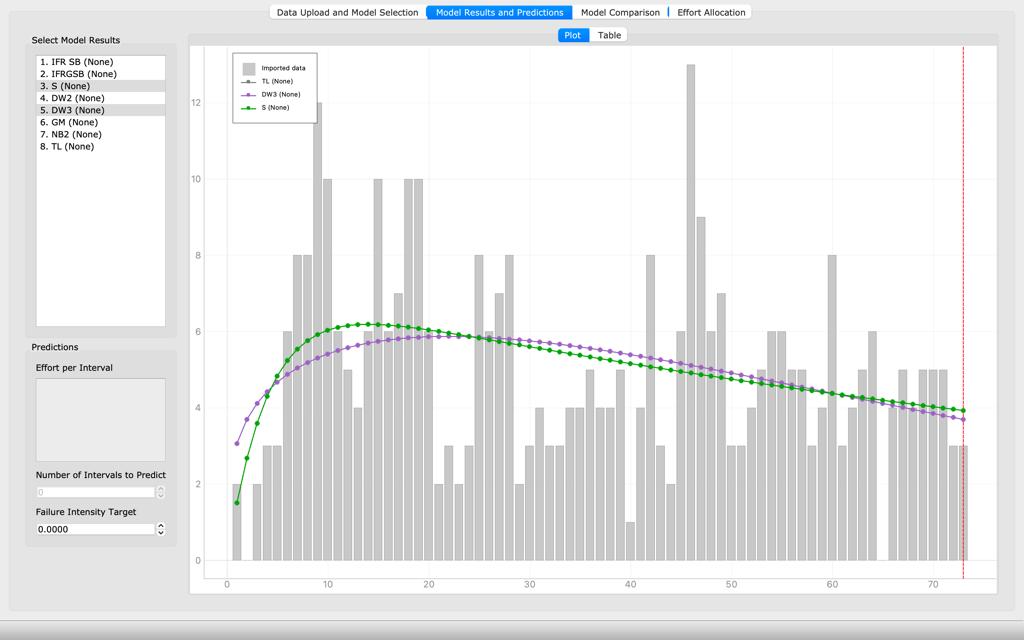 Data Upload and Model Selection
Model Results and Predictions
Model Comparison
Effort Allocation
Select Model Results
1. IFR SB (None)
2. IFRGSB (None)
3. S (None)
4. DW2 (None)
5. DW3 (None)
6. GM (None)
7. NB2 (None)
8. TL (None)
Predictions
Effort per Interval
Number of Intervals to Predict
0
Failure Intensity Target
0.0000
Plot
Table
Imported data
TL (None)
DW3 (None)
S (None)
12
10
8
6
4
2
0
0 10 20 30 40 50 60 70